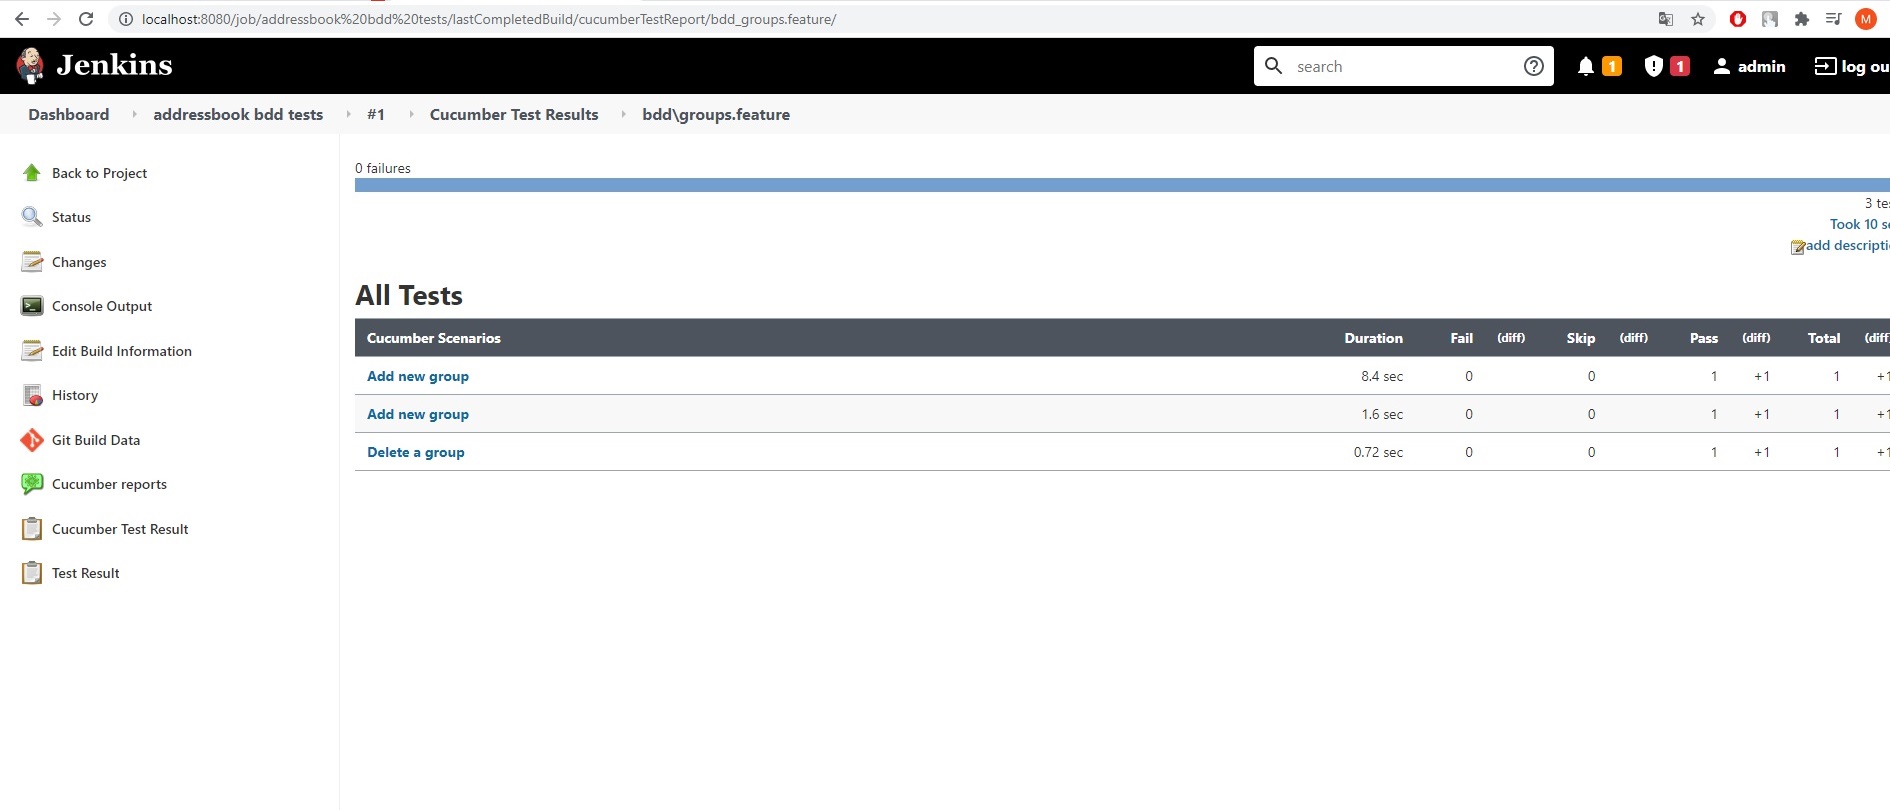 localhost:8080/job/addressbook%20bdd%20tests/lastCompletedBuild/cucumberTestReport/bdd_groups.feature/
M
Jenkins
search
1
1
admin
log ou
Dashboard addressbook bdd tests #1 Cucumber Test Results bdd\groups.feature
Back to Project
Status
Changes
Console Output
Edit Build Information
History
Git Build Data
Cucumber reports
Cucumber Test Result
Test Result
0 failures
3 te
Took 10 s
add descripti
All Tests
Cucumber Scenarios Duration Fail (diff) Skip (diff) Pass (diff) Total (diff)
Add new group 8.4 sec 0 0 1 +1 1 +1
Add new group 1.6 sec 0 0 1 +1 1 +1
Delete a group 0.72 sec 0 0 1 +1 1 +1